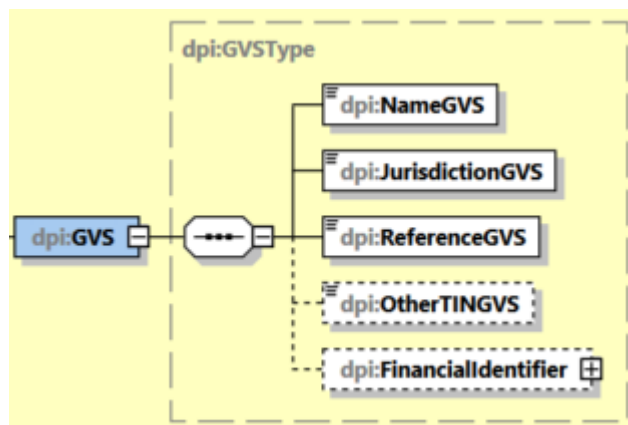 dpi:GVSType
dpi:NameGVS
dpi:JurisdictionGVS
dpi:GVS
dpi:ReferenceGVS
dpi:OtherTINGVS
dpi:FinancialIdentifier